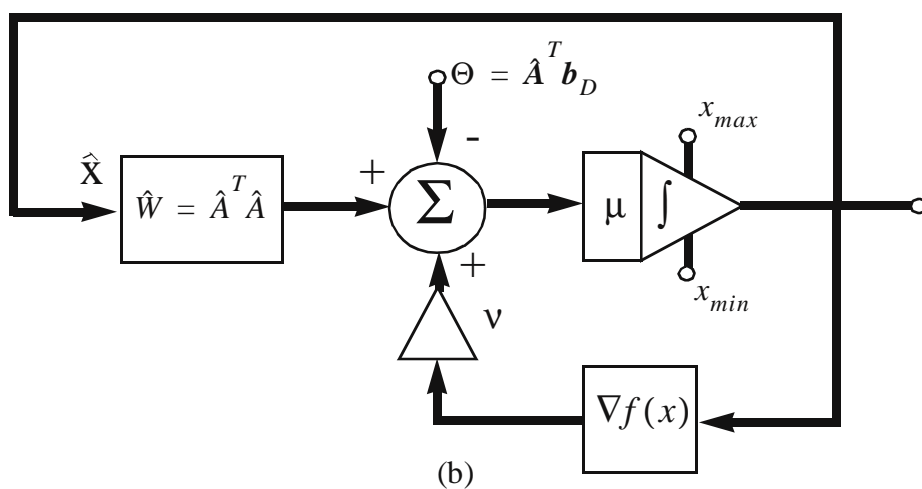 Θ = Â^T b_D
-
x_max
x̂
+
Ŵ = Â^T Â
Σ
μ
∫
+
x_min
ν
∇f(x)
(b)